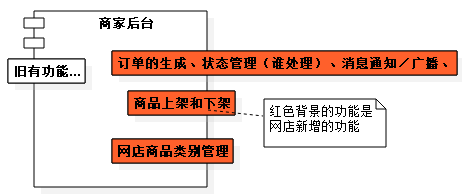 商家后台
旧有功能...
订单的生成、状态管理（谁处理）、消息通知／广播、
商品上架和下架
红色背景的功能是
网店新增的功能
网店商品类别管理